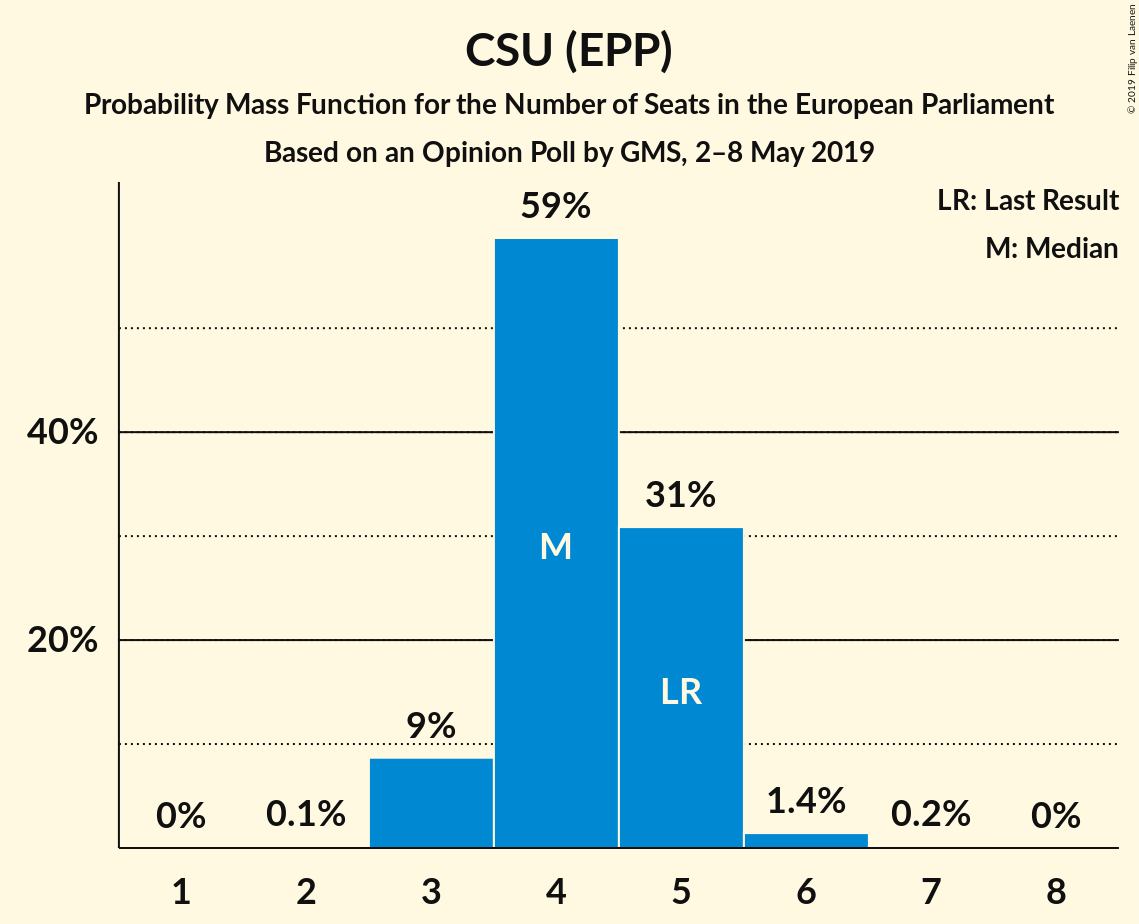 CSU (EPP)
Probability Mass Function for the Number of Seats in the European Parliament
Based on an Opinion Poll by GMS, 2–8 May 2019
© 2019 Filip van Laenen
LR: Last Result
M: Median
59%
40%
31%
M
20%
LR
9%
0%
0.1%
1.4%
0.2%
0%
1 2 3 4 5 6 7 8